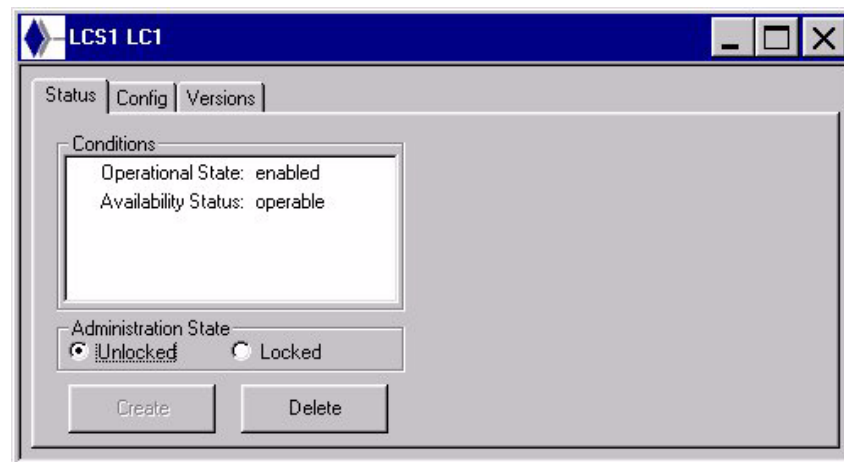 LCS1 LC1
Status Config Versions
Conditions
Operational State: enabled
Availability Status: operable
Administration State
Unlocked Locked
Create Delete